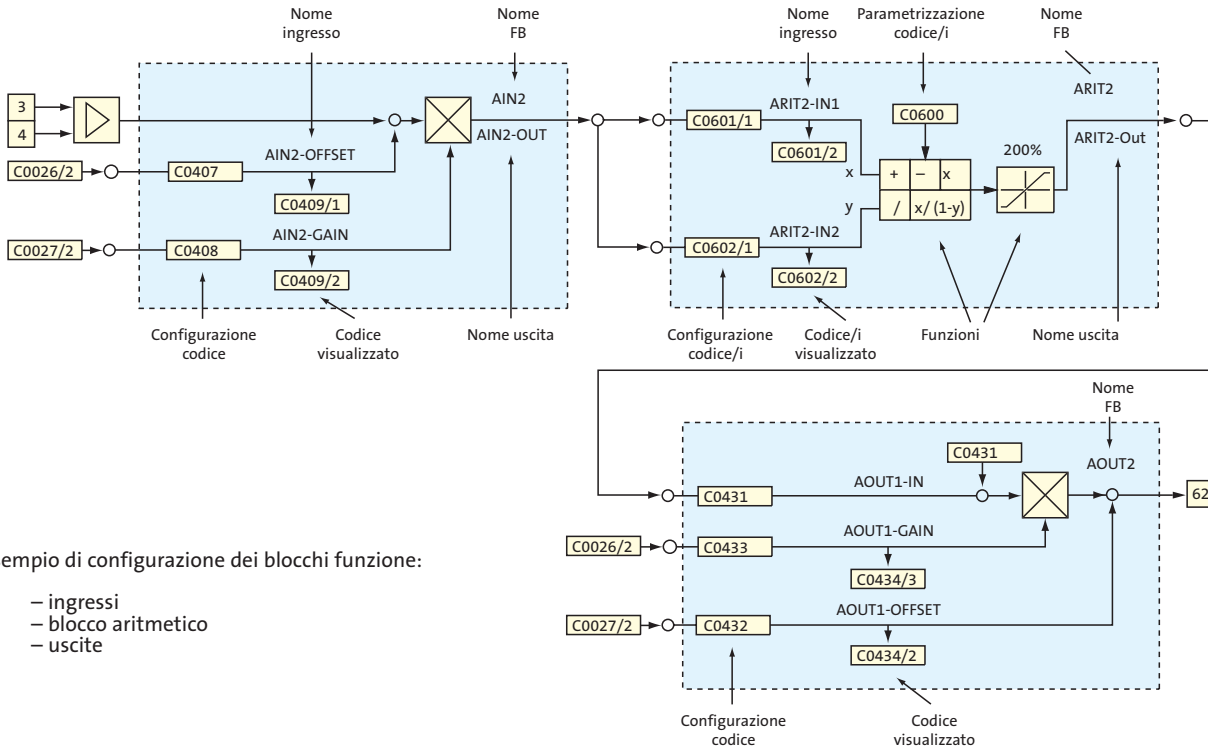 Nome
ingresso
Nome
FB
3
4
AIN2
AIN2-OUT
AIN2-OFFSET
C0026/2
C0407
C0409/1
AIN2-GAIN
C0027/2
C0408
C0409/2
Configurazione
codice
Codice
visualizzato
Nome uscita
Nome
ingresso
Parametrizzazione
codice/i
Nome
FB
ARIT2
ARIT2-IN1
C0601/1
C0601/2
C0600
ARIT2-Out
200%
x
+
–
x
y
/
x/ (1-y)
ARIT2-IN2
C0602/1
C0602/2
Configurazione
codice/i
Codice/i
visualizzato
Funzioni
Nome uscita
Nome
FB
C0431
AOUT2
C0431
AOUT1-IN
62
AOUT1-GAIN
C0026/2
C0433
C0434/3
AOUT1-OFFSET
C0027/2
C0432
C0434/2
Configurazione
codice
Codice
visualizzato
sempio di configurazione dei blocchi funzione:
– ingressi
– blocco aritmetico
– uscite